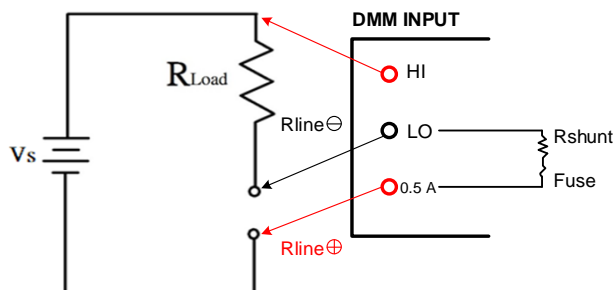 DMM INPUT
HI
RLoad
Rline⊖
LO
Rshunt
Vs
0.5 A
Fuse
Rline⊕